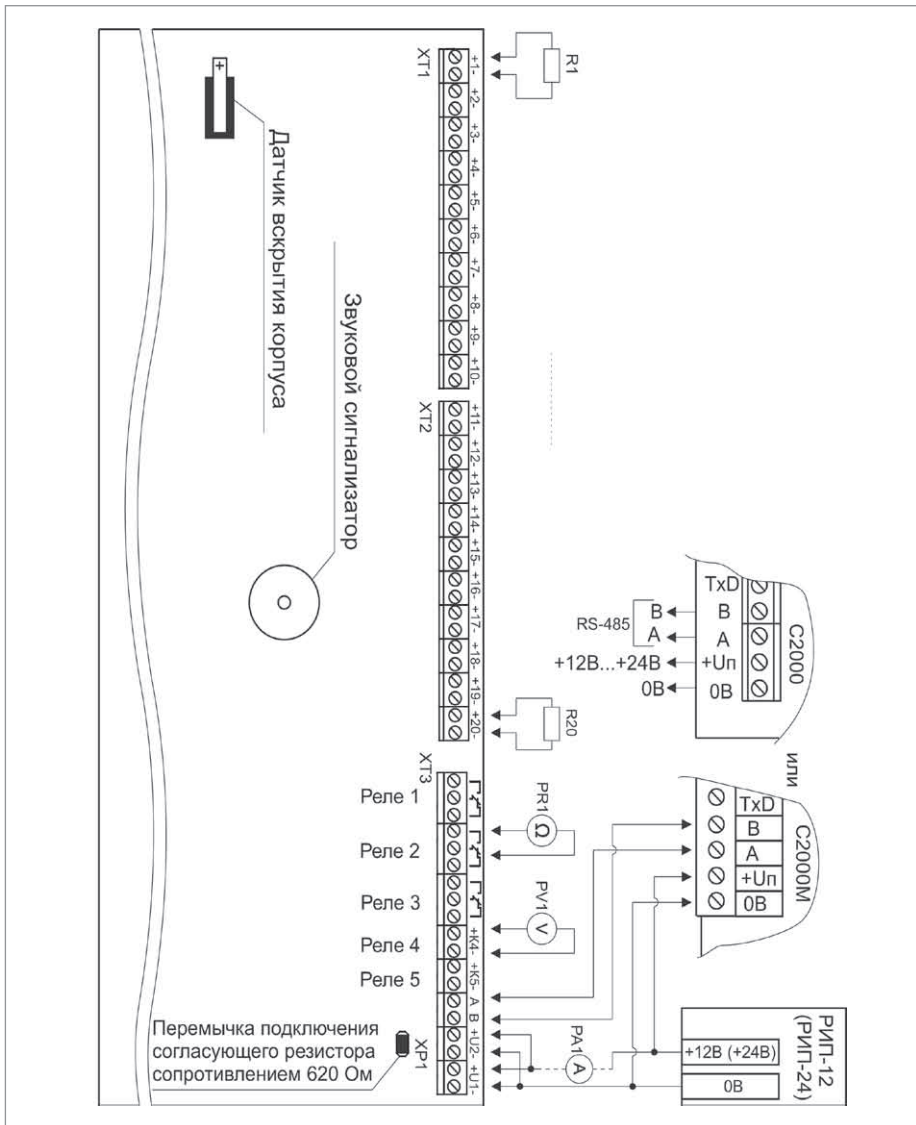 XT1
+1-
+2-
+3-
+4-
+5-
+6-
+7-
+8-
+9-
+10-
R1
Датчик вскрытия корпуса
+
Звуковой сигнализатор
XT2
+11-
+12-
+13-
+14-
+15-
+16-
+17-
+18-
+19-
+20-
R20
C2000
TxD
B
A
+Uп
0В
RS-485
B
A
+12В...+24В
0В
или
C2000M
TxD
B
A
+Uп
0В
XT3
Реле 1
Реле 2
Реле 3
Реле 4
Реле 5
+K4-
+K5-
A
B
+U2-
+U1-
PR1
Ω
PV1
V
PA1
A
XP1
Перемычка подключения
согласующего резистора
сопротивлением 620 Ом
РИП-12
(РИП-24)
+12В (+24В)
0В